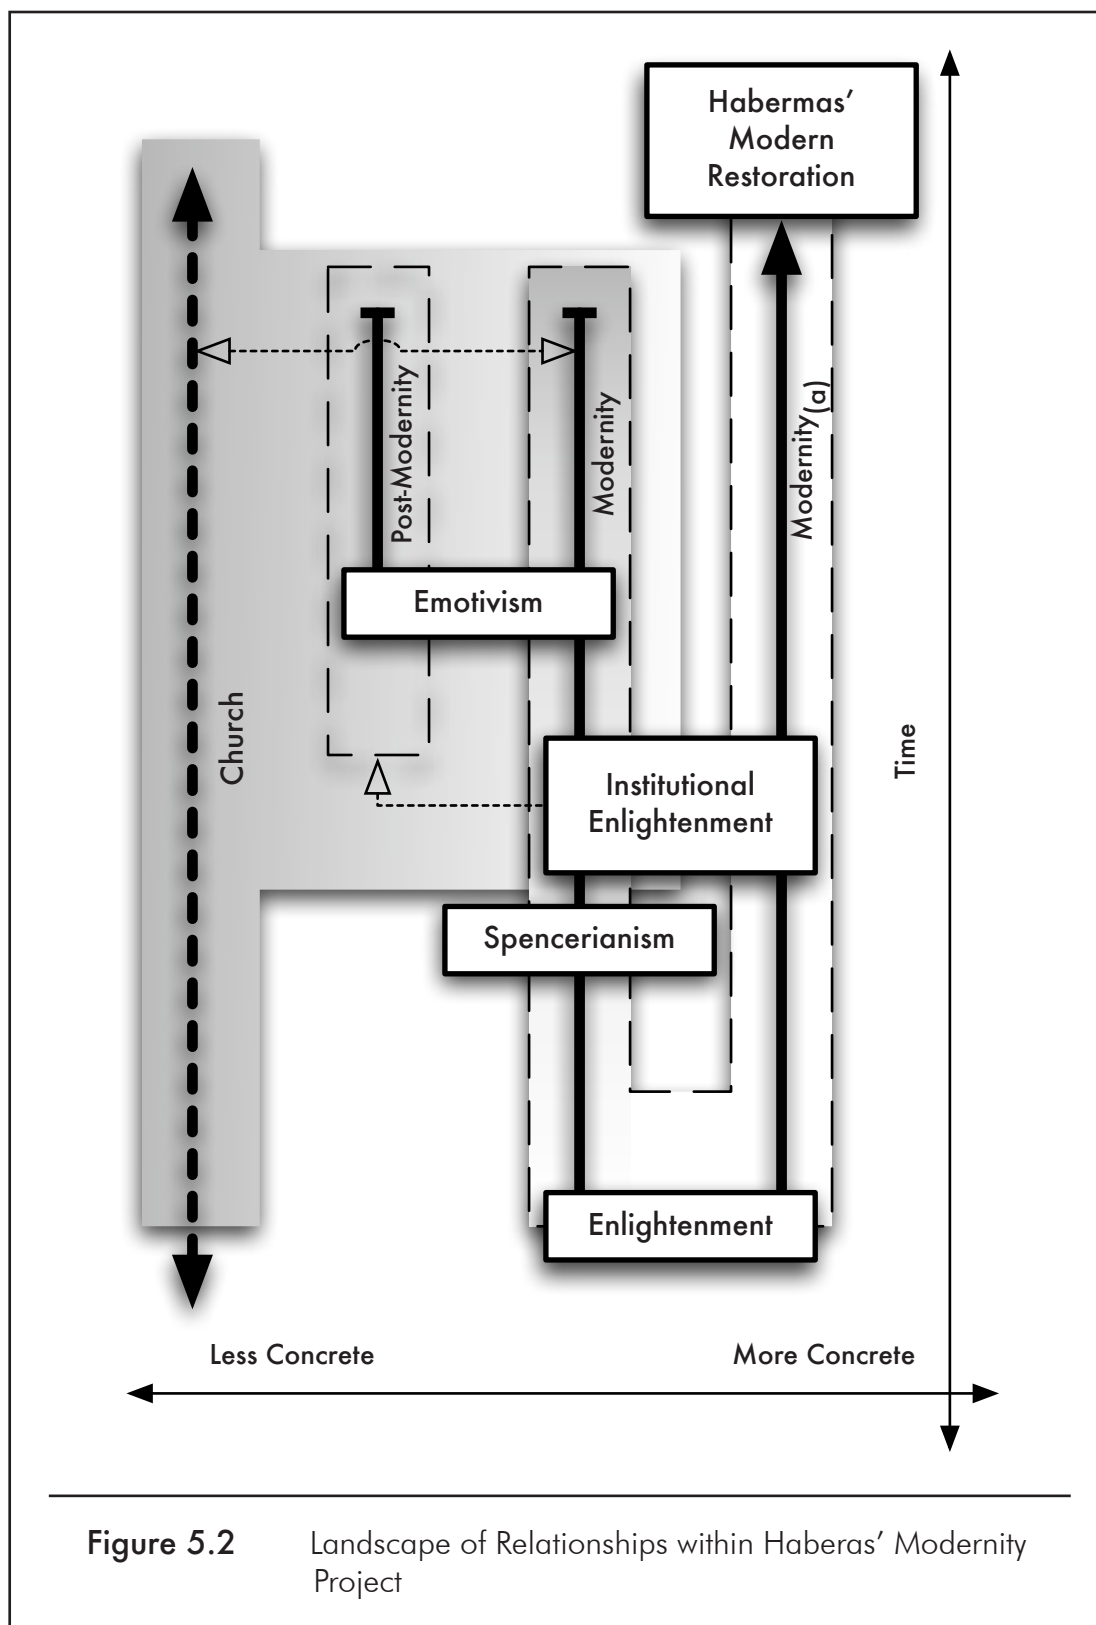 Habermas’
Modern
Restoration
Post-Modernity
Modernity
Modernity(a)
Emotivism
Church
Time
Institutional
Enlightenment
Spencerianism
Enlightenment
Less Concrete
More Concrete
Figure 5.2 Landscape of Relationships within Haberas’ Modernity
Project